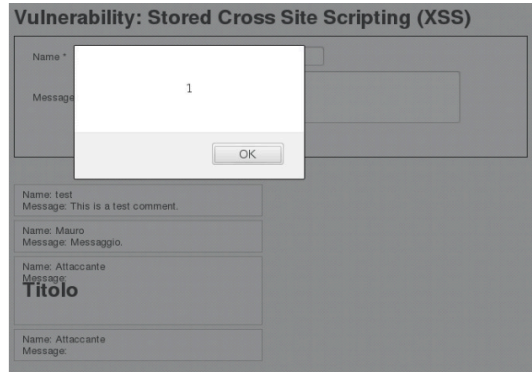 Vulnerability: Stored Cross Site Scripting (XSS)
Name *
Message
1
OK
Name: test
Message: This is a test comment.
Name: Mauro
Message: Messaggio.
Name: Attaccante
Message:
Titolo
Name: Attaccante
Message: